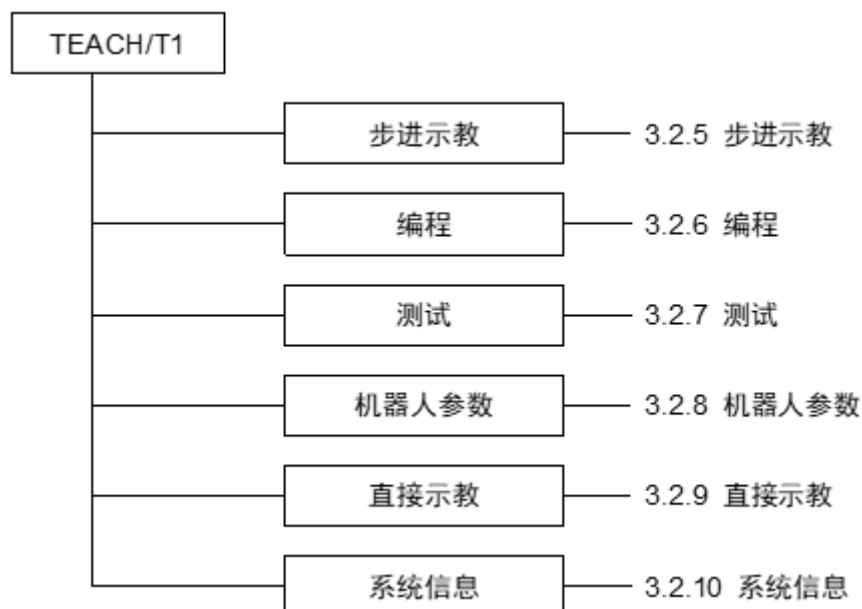 TEACH/T1
步进示教 3.2.5 步进示教
编程 3.2.6 编程
测试 3.2.7 测试
机器人参数 3.2.8 机器人参数
直接示教 3.2.9 直接示教
系统信息 3.2.10 系统信息